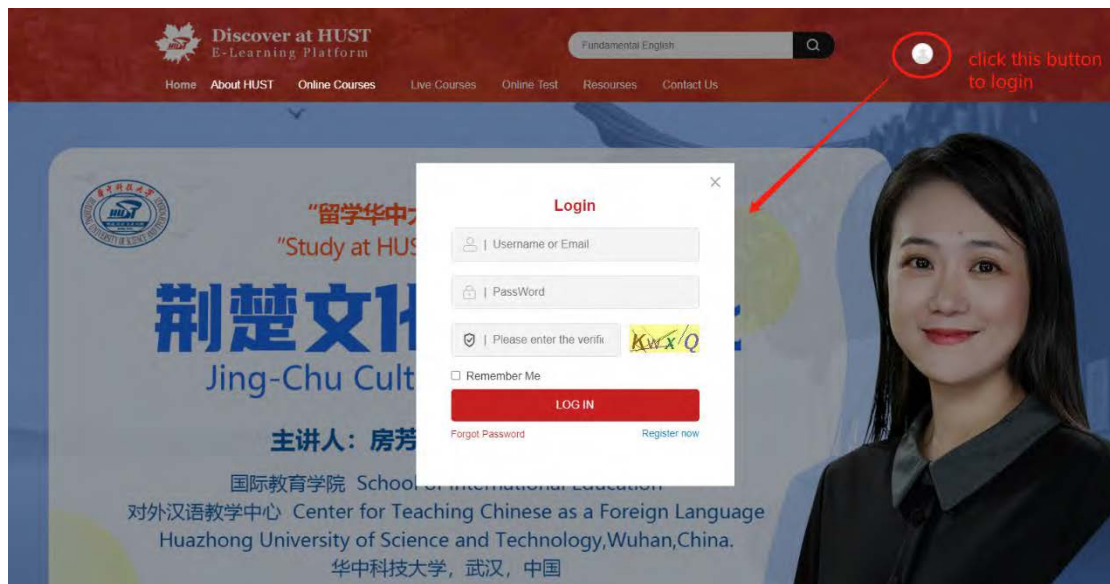 Discover at HUST
E-Learning Platform
Fundamental English
click this button
to login
Home About HUST Online Courses Live Courses Online Test Resourses Contact Us
HUST
Login
"留学华中
"Study at HUS
| Username or Email
| PassWord
荆楚文
| Please enter the verific
KwxQ
Jing-Chu Cult
Remember Me
LOG IN
Forgot Password Register now
主讲人：房芳
国际教育学院 School of International Education
对外汉语教学中心 Center for Teaching Chinese as a Foreign Language
Huazhong University of Science and Technology,Wuhan,China.
华中科技大学，武汉，中国